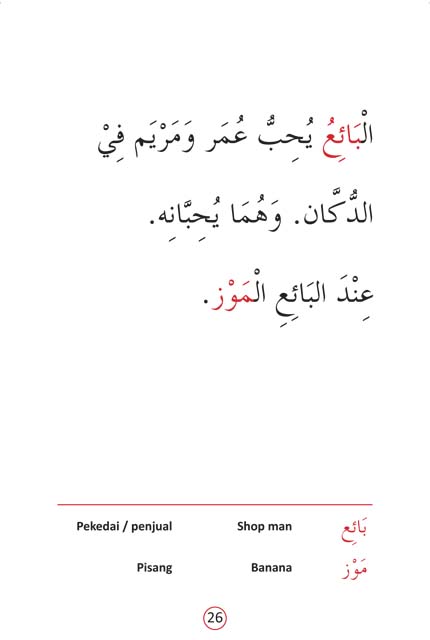 الْبَائِعُ يُحِبُّ عُمَر وَمَرْيَم فِيْ
الدُّكَّان. وَهُمَا يُحِبَّانِه.
عِنْدَ البَائِعِ الْمَوْز.
بَائِع Shop man Pekedai / penjual
مَوْز Banana Pisang
26